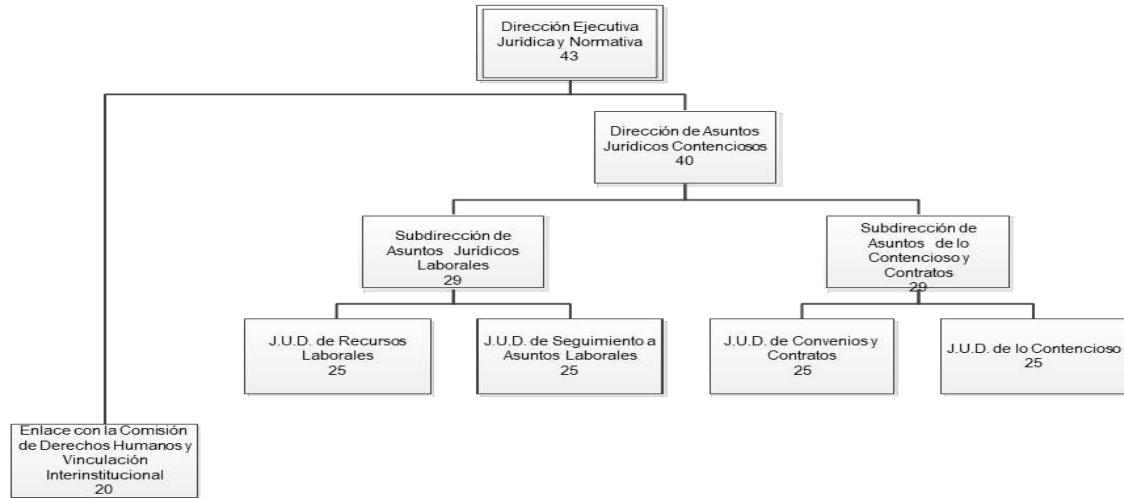 Dirección Ejecutiva
Jurídica y Normativa
43
Dirección de Asuntos
Jurídicos Contenciosos
40
Subdirección de
Asuntos Jurídicos
Laborales
29
Subdirección de
Asuntos de lo
Contencioso y
Contratos
29
J.U.D. de Recursos
Laborales
25
J.U.D. de Seguimiento a
Asuntos Laborales
25
J.U.D. de Convenios y
Contratos
25
J.U.D. de lo Contencioso
25
Enlace con la Comisión
de Derechos Humanos y
Vinculación
Interinstitucional
20